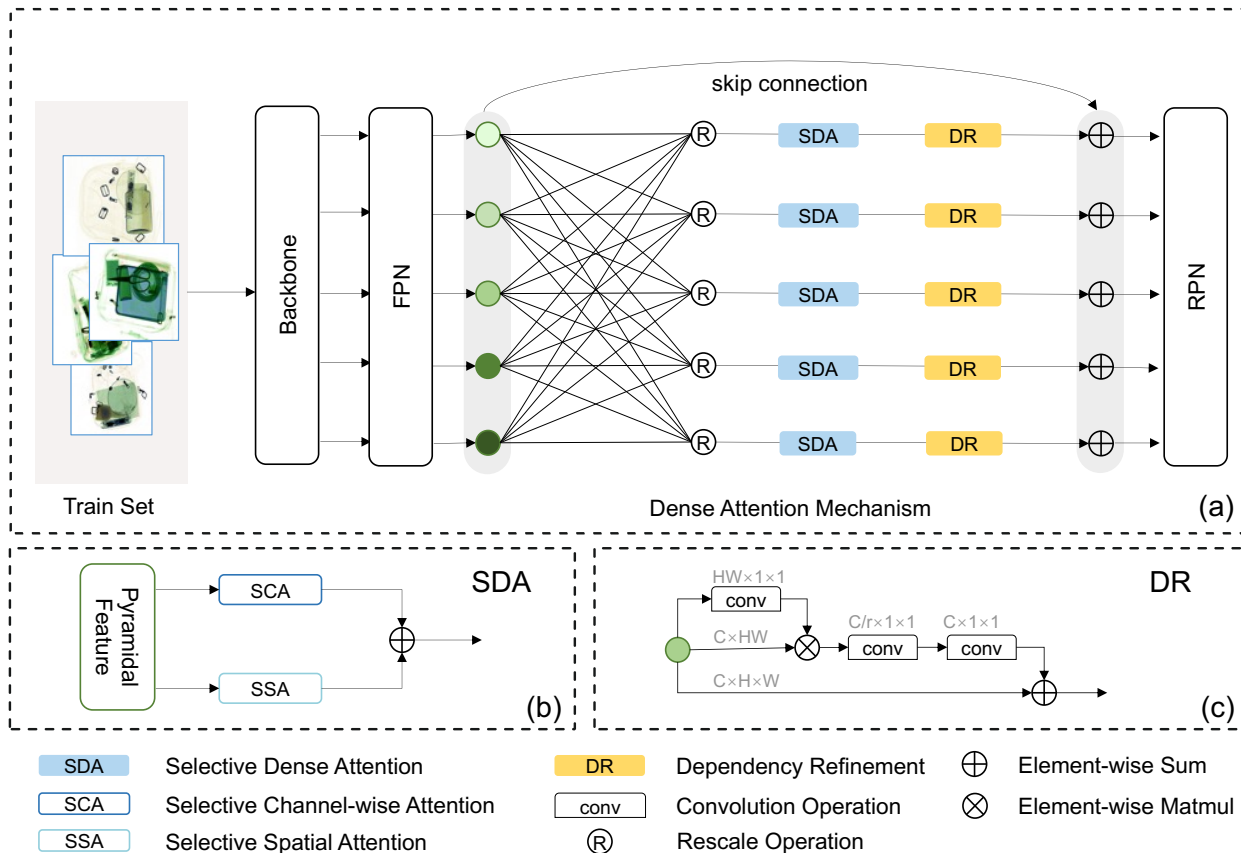 skip connection
Backbone
FPN
R SDA DR
R SDA DR
R SDA DR
R SDA DR
R SDA DR
RPN
Train Set
Dense Attention Mechanism
(a)
Pyramidal
Feature
SCA
SSA
SDA
(b)
HW×1×1
conv
C×HW
C×H×W
C/r×1×1
conv
C×1×1
conv
DR
(c)
SDA Selective Dense Attention
DR Dependency Refinement
Element-wise Sum
SCA Selective Channel-wise Attention
conv Convolution Operation
Element-wise Matmul
SSA Selective Spatial Attention
R Rescale Operation